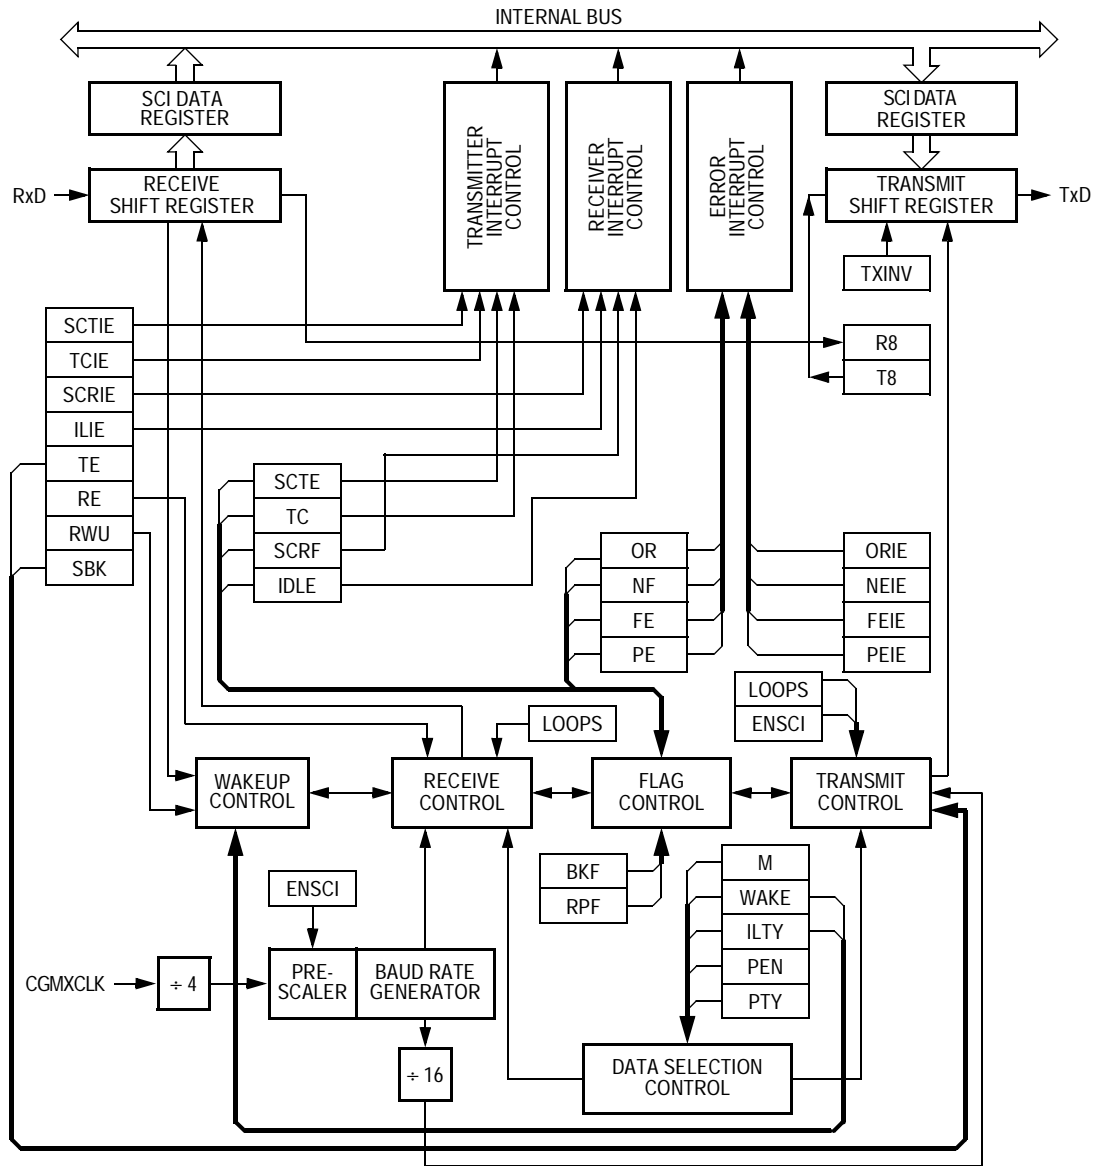 INTERNAL BUS
SCI DATA
REGISTER
SCI DATA
REGISTER
RxD
RECEIVE
SHIFT REGISTER
TRANSMITTER
INTERRUPT
CONTROL
RECEIVER
INTERRUPT
CONTROL
ERROR
INTERRUPT
CONTROL
TRANSMIT
SHIFT REGISTER
TxD
TXINV
SCTIE
TCIE
SCRIE
ILIE
TE
RE
RWU
SBK
R8
T8
SCTE
TC
SCRF
IDLE
OR
NF
FE
PE
ORIE
NEIE
FEIE
PEIE
LOOPS
LOOPS
ENSCI
WAKEUP
CONTROL
RECEIVE
CONTROL
FLAG
CONTROL
TRANSMIT
CONTROL
BKF
RPF
M
WAKE
ILTY
PEN
PTY
ENSCI
CGMXCLK
÷ 4
PRE-
SCALER
BAUD RATE
GENERATOR
÷ 16
DATA SELECTION
CONTROL